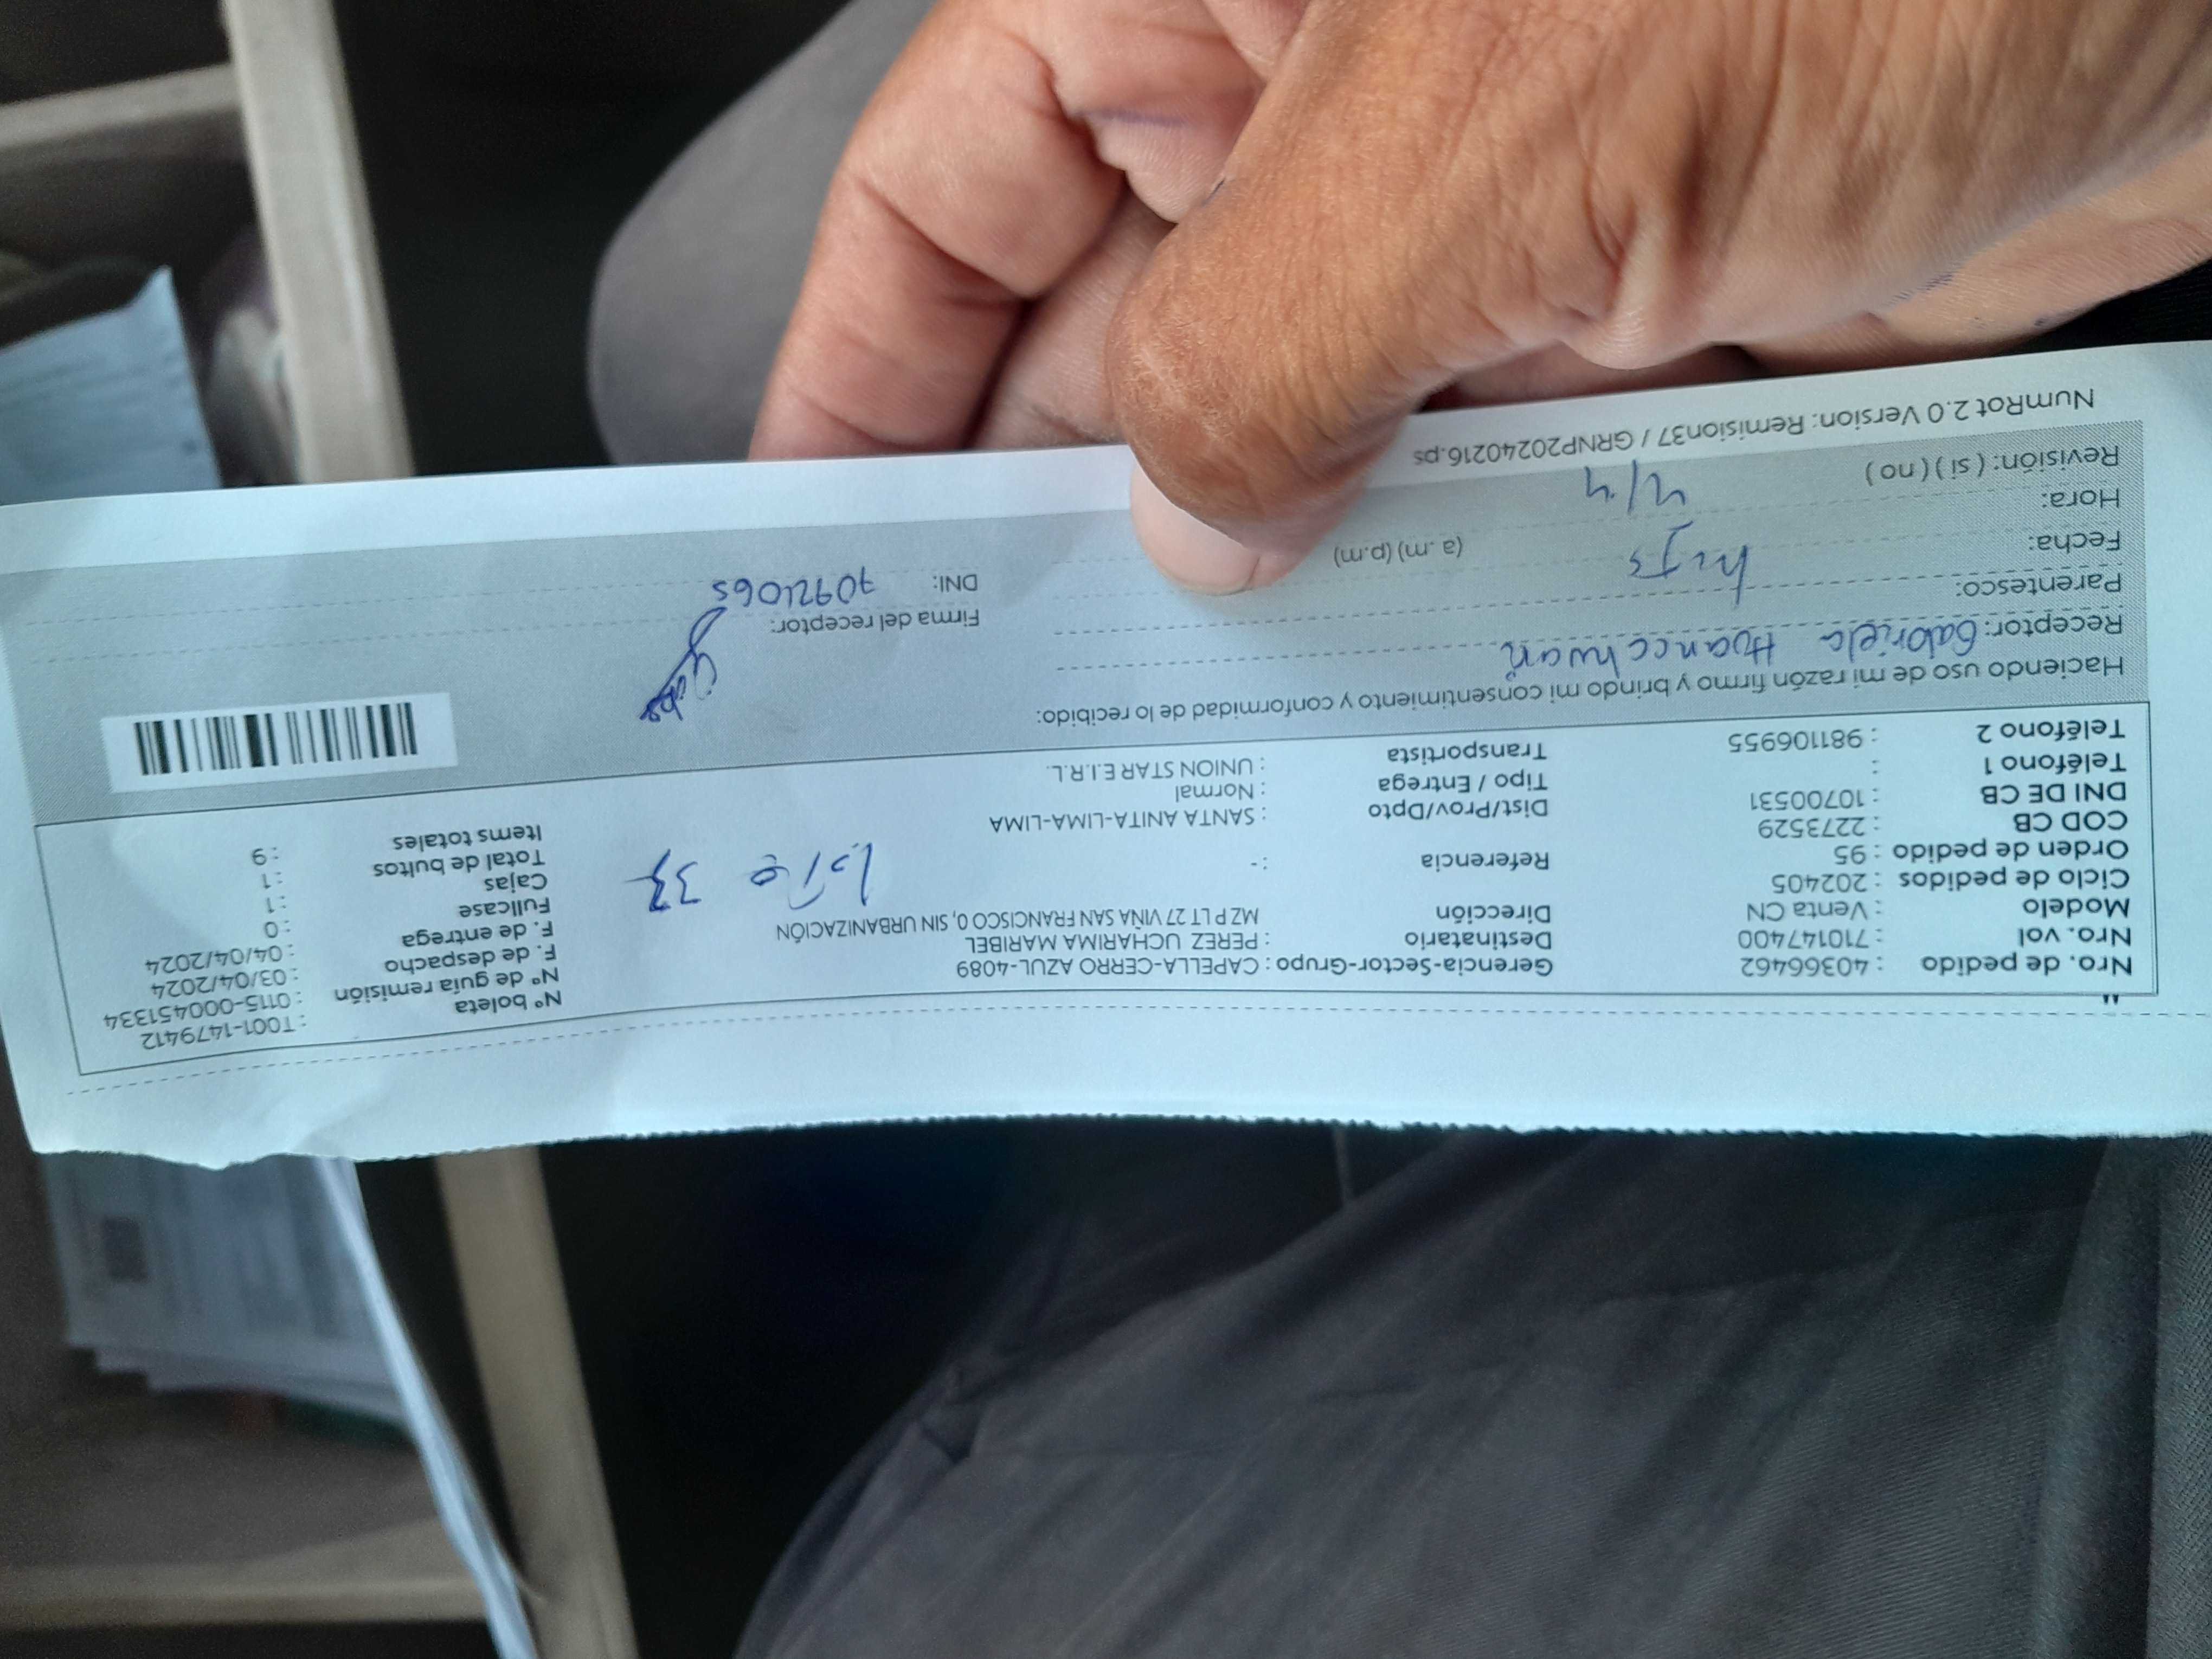 Nro. de pedido : 40366462 Gerencia-Sector-Grupo : CAPELLA-CERRO AZUL-4089 N° boleta : T001-1479412
Nro. vol : 710147400 Destinatario : PEREZ UCHARIMA MARIBEL N° de guía remisión : 0115-000451334
Modelo : Venta CN Dirección MZ P LT 27 VIÑA SAN FRANCISCO 0, SIN URBANIZACIÓN F. de despacho : 03/04/2024
Ciclo de pedidos : 202405 F. de entrega : 04/04/2024
Orden de pedido : 95 Referencia :- Lote 33 Fullcase : 0
COD CB : 2273529 Cajas : 1
DNI DE CB : 10700531 Dist/Prov/Dpto : SANTA ANITA-LIMA-LIMA Total de bultos : 1
Teléfono 1 : Tipo / Entrega : Normal Items totales : 9
Teléfono 2 : 981106955 Transportista : UNION STAR E.I.R.L.
Haciendo uso de mi razón firmo y brindo mi consentimiento y conformidad de lo recibido:
Receptor: Gabriela
Parentesco: Firma del receptor:
Fecha: DNI:
Hora: 4/4 (a.m) (p.m)
Revisión: ( si ) ( no )
NumRot 2.0 Version: Remision37 / GRNP20240216.ps